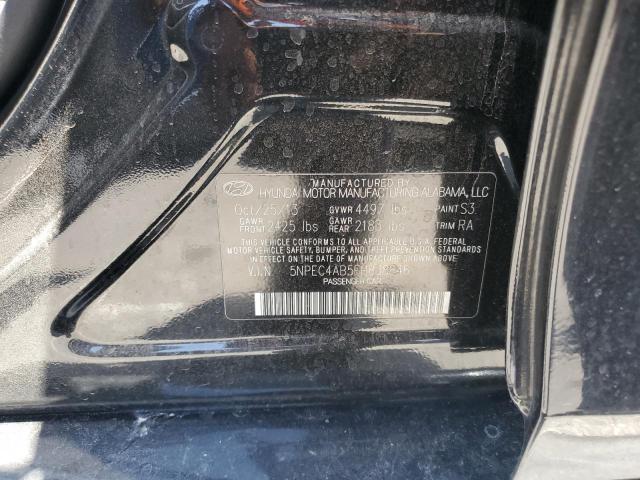 MANUFACTURED BY
HYUNDAI MOTOR MANUFACTURING ALABAMA, LLC
Oct/25/13 GVWR 4497 lbs PAINT S3
GAWR FRONT 2425 lbs GAWR REAR 2183 lbs TRIM RA
THIS VEHICLE CONFORMS TO ALL APPLICABLE U.S.A. FEDERAL
MOTOR VEHICLE SAFETY, BUMPER, AND THEFT PREVENTION
STANDARDS IN EFFECT ON THE DATE OF MANUFACTURE SHOWN ABOVE.
V.I.N.
PASSENGER CAR